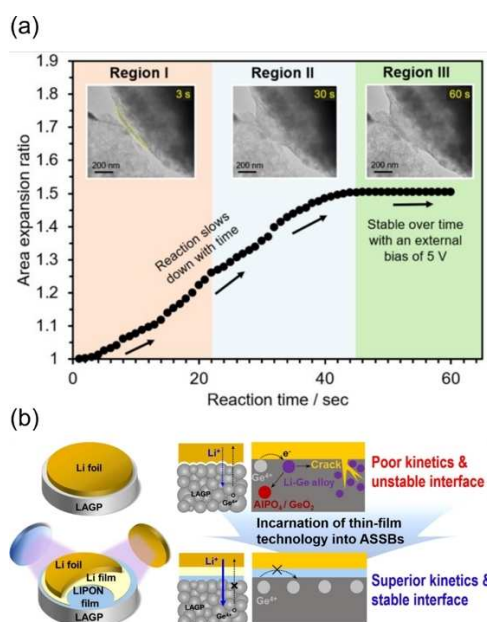 (a)
Region I
Region II
Region III
3 s
30 s
60 s
200 nm
200 nm
200 nm
Area expansion ratio
1.9
1.8
1.7
1.6
1.5
1.4
1.3
1.2
1.1
1
Reaction slows
down with time
Stable over time
with an external
bias of 5 V
0
20
40
60
Reaction time / sec
(b)
Li foil
LAGP
Li⁺
LAGP
Ge⁴⁺
O
Ge⁴⁺
e⁻
Crack
Li-Ge alloy
AlPO₄ / GeO₂
Poor kinetics &
unstable interface
Incarnation of thin-film
technology into ASSBs
Li foil
Li film
LIPON
film
LAGP
Li⁺
LAGP
Ge⁴⁺
O
Ge⁴⁺
Superior kinetics &
stable interface